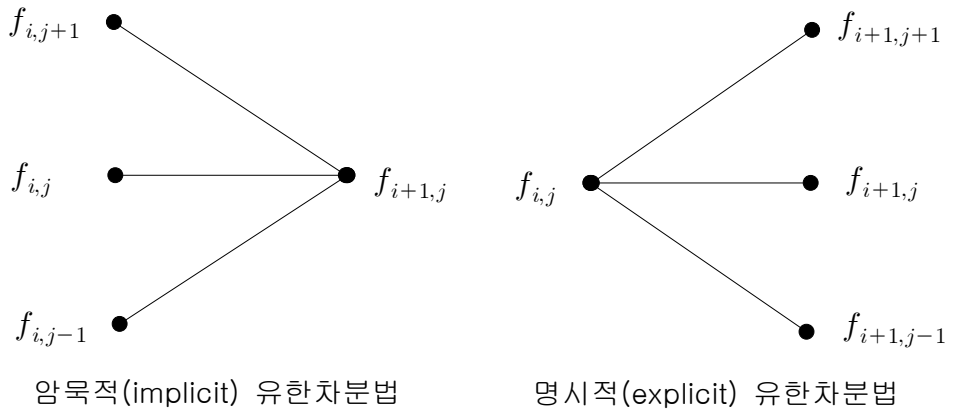 f_{i,j+1}
f_{i,j}
f_{i,j-1}
f_{i+1,j}
암묵적(implicit) 유한차분법
f_{i,j}
f_{i+1,j+1}
f_{i+1,j}
f_{i+1,j-1}
명시적(explicit) 유한차분법